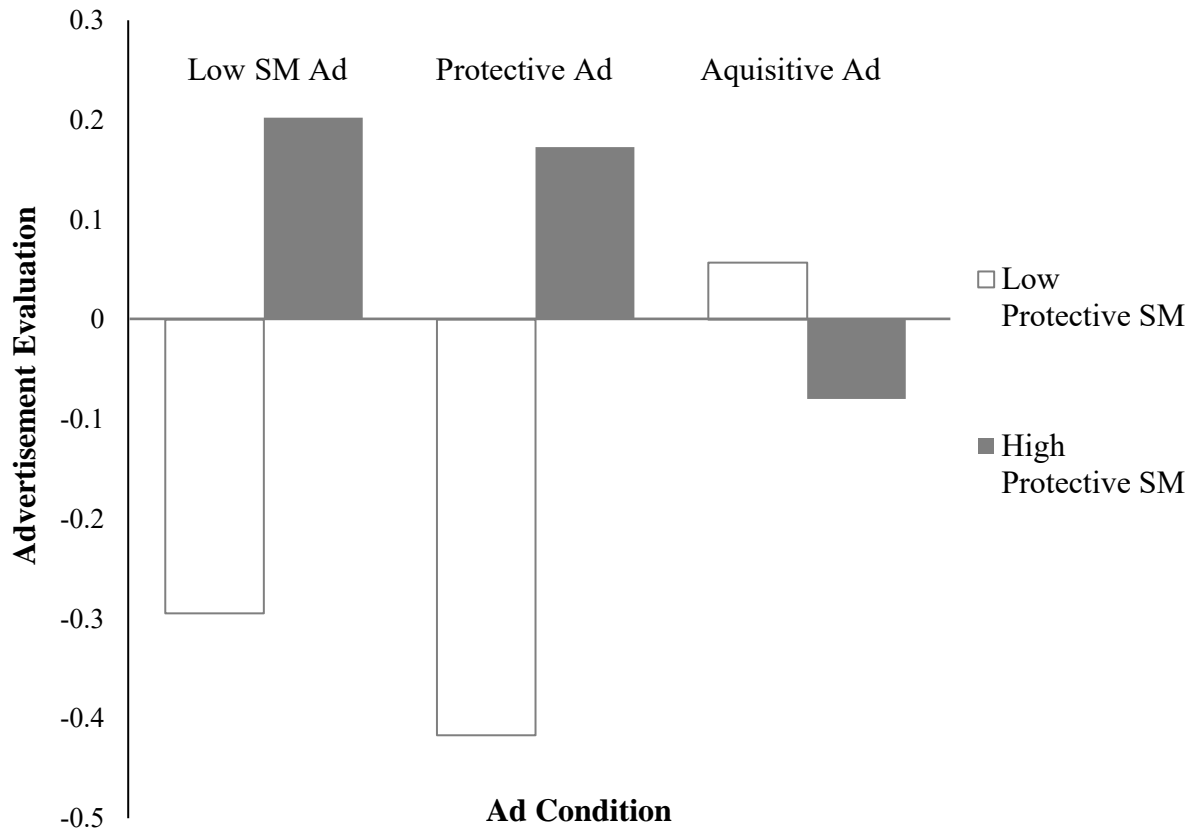 0.3
Low SM Ad
Protective Ad
Aquisitive Ad
0.2
0.1
0
-0.1
-0.2
-0.3
-0.4
-0.5
Advertisement Evaluation
Ad Condition
Low
Protective SM
High
Protective SM